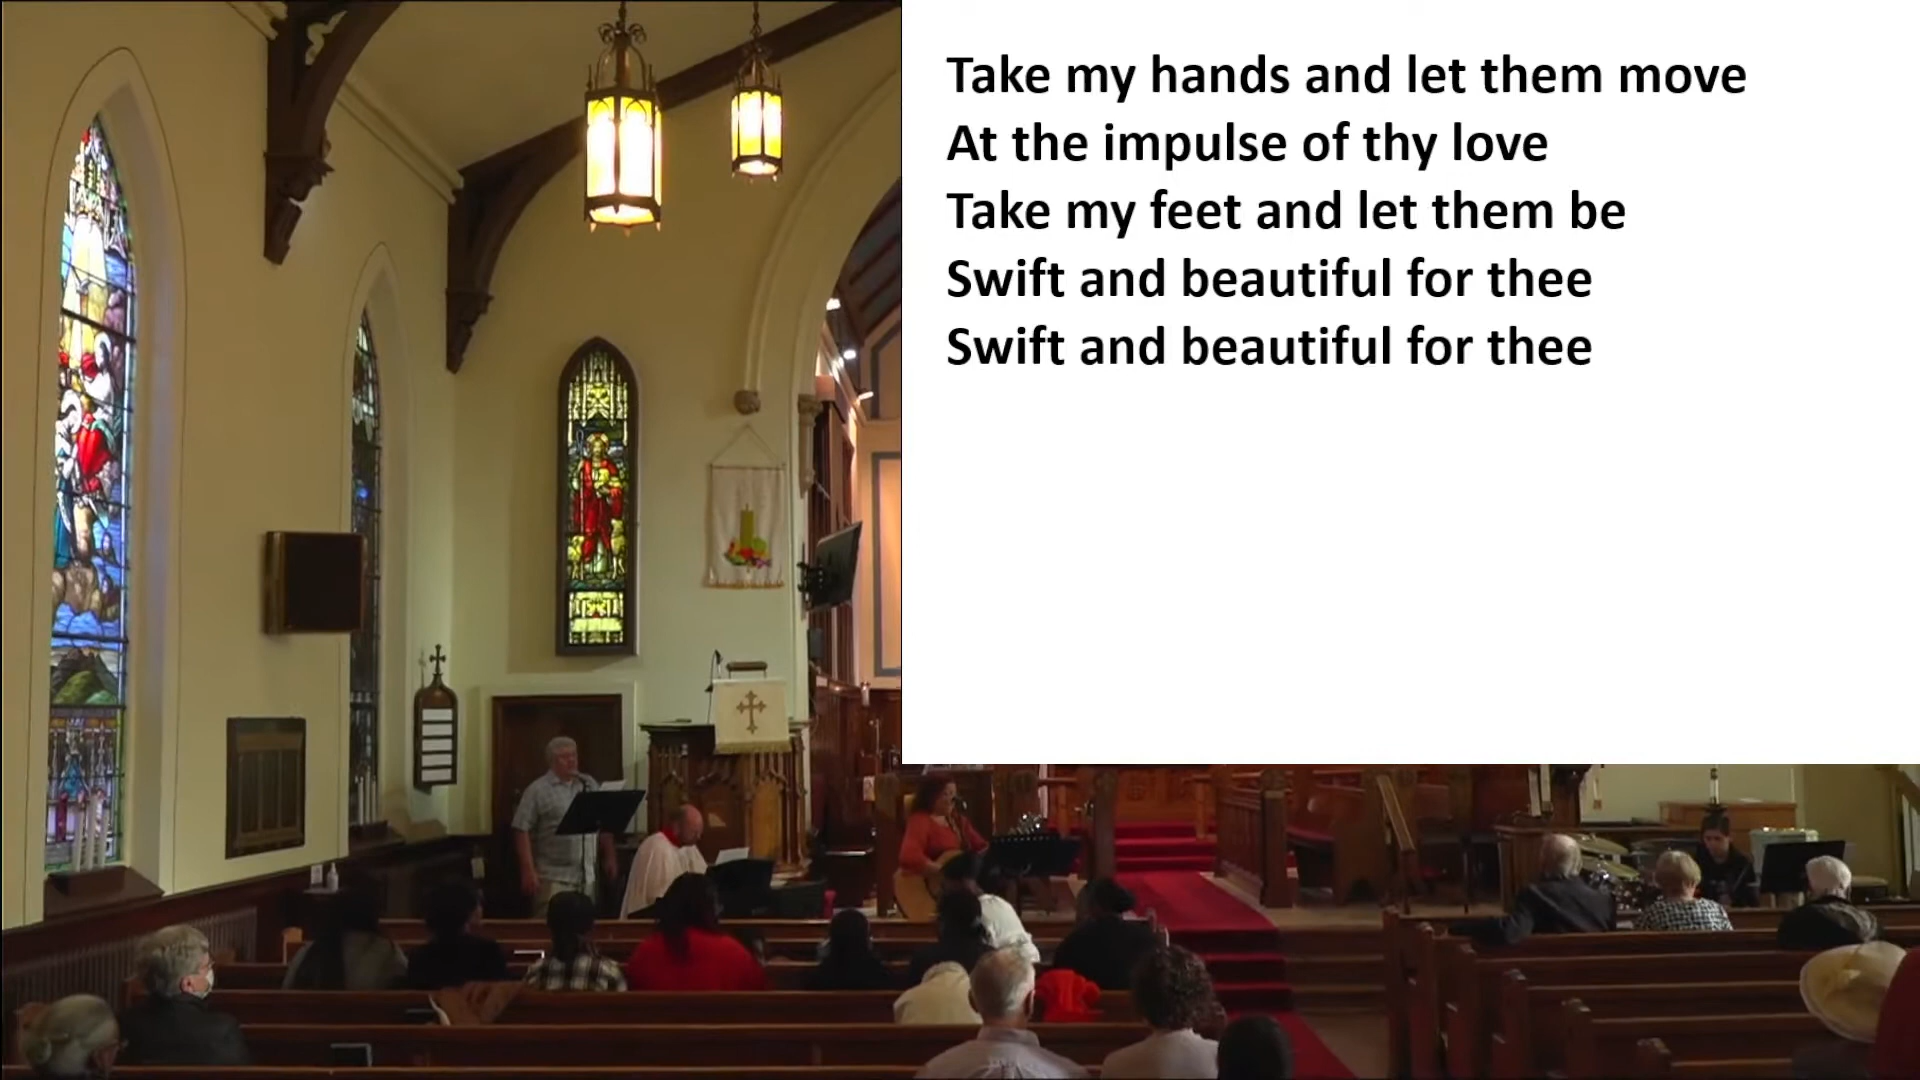 Take my hands and let them move
At the impulse of thy love
Take my feet and let them be
Swift and beautiful for thee
Swift and beautiful for thee